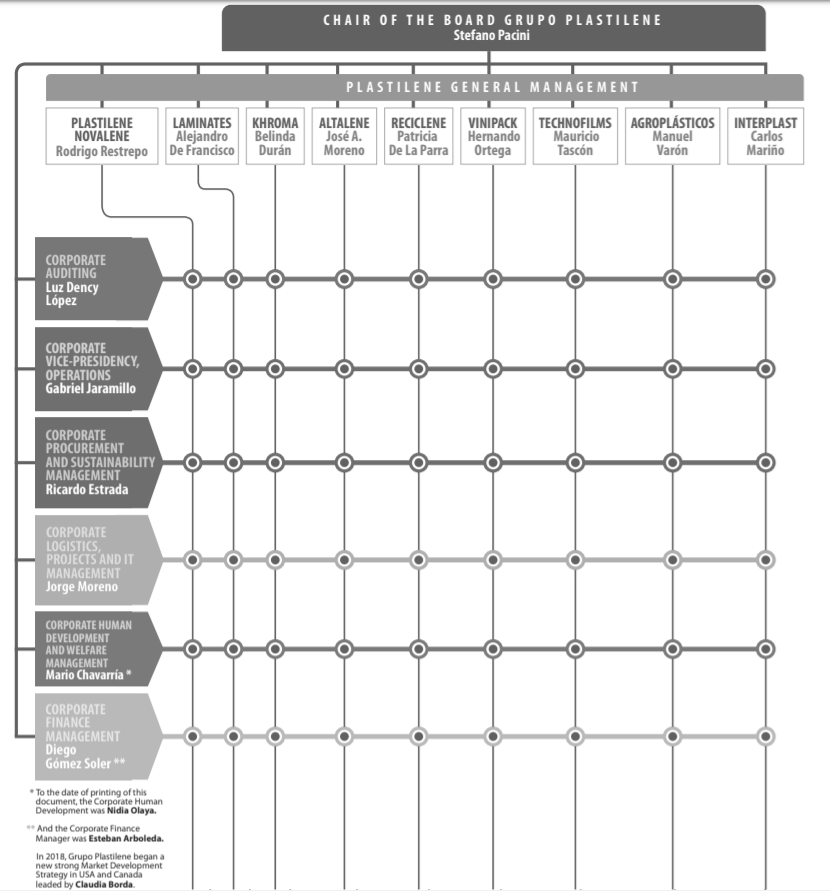 CHAIR OF THE BOARD GRUPO PLASTILENE
Stefano Pacini
PLASTILENE GENERAL MANAGEMENT
PLASTILENE
NOVALENE
Rodrigo Restrepo
LAMINATES
Alejandro
De Francisco
KHROMA
Belinda
Durán
ALTALENE
José A.
Moreno
RECICLENE
Patricia
De La Parra
VINIPACK
Hernando
Ortega
TECHNOFILMS
Mauricio
Tascón
AGROPLÁSTICOS
Manuel
Varón
INTERPLAST
Carlos
Mariño
CORPORATE
AUDITING
Luz Dency
López
CORPORATE
VICE-PRESIDENCY,
OPERATIONS
Gabriel Jaramillo
CORPORATE
PROCUREMENT
AND SUSTAINABILITY
MANAGEMENT
Ricardo Estrada
CORPORATE
LOGISTICS,
PROJECTS AND IT
MANAGEMENT
Jorge Moreno
CORPORATE HUMAN
DEVELOPMENT
AND WELFARE
MANAGEMENT
Mario Chavarría *
CORPORATE
FINANCE
MANAGEMENT
Diego
Gómez Soler **
* To the date of printing of this
document, the Corporate Human
Development was Nidia Olaya.
** And the Corporate Finance
Manager was Esteban Arboleda.
In 2018, Grupo Plastilene began a
new strong Market Development
Strategy in USA and Canada
leaded by Claudia Borda.